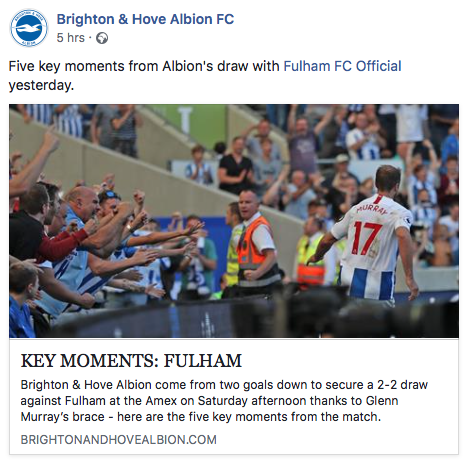 Brighton & Hove Albion FC
5 hrs ·
Five key moments from Albion's draw with Fulham FC Official
yesterday.
MURRAY
17
KEY MOMENTS: FULHAM
Brighton & Hove Albion come from two goals down to secure a 2-2 draw
against Fulham at the Amex on Saturday afternoon thanks to Glenn
Murray’s brace - here are the five key moments from the match.
BRIGHTONANDHOVEALBION.COM